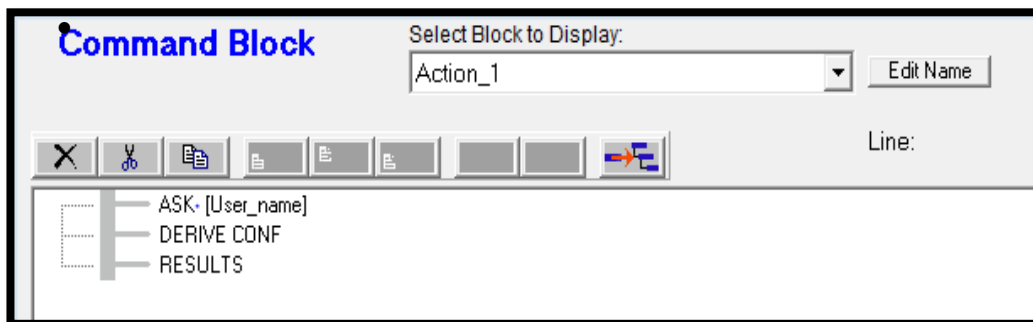 Command Block
Select Block to Display:
Action_1
Edit Name
Line:
ASK· [User_name]
DERIVE CONF
RESULTS